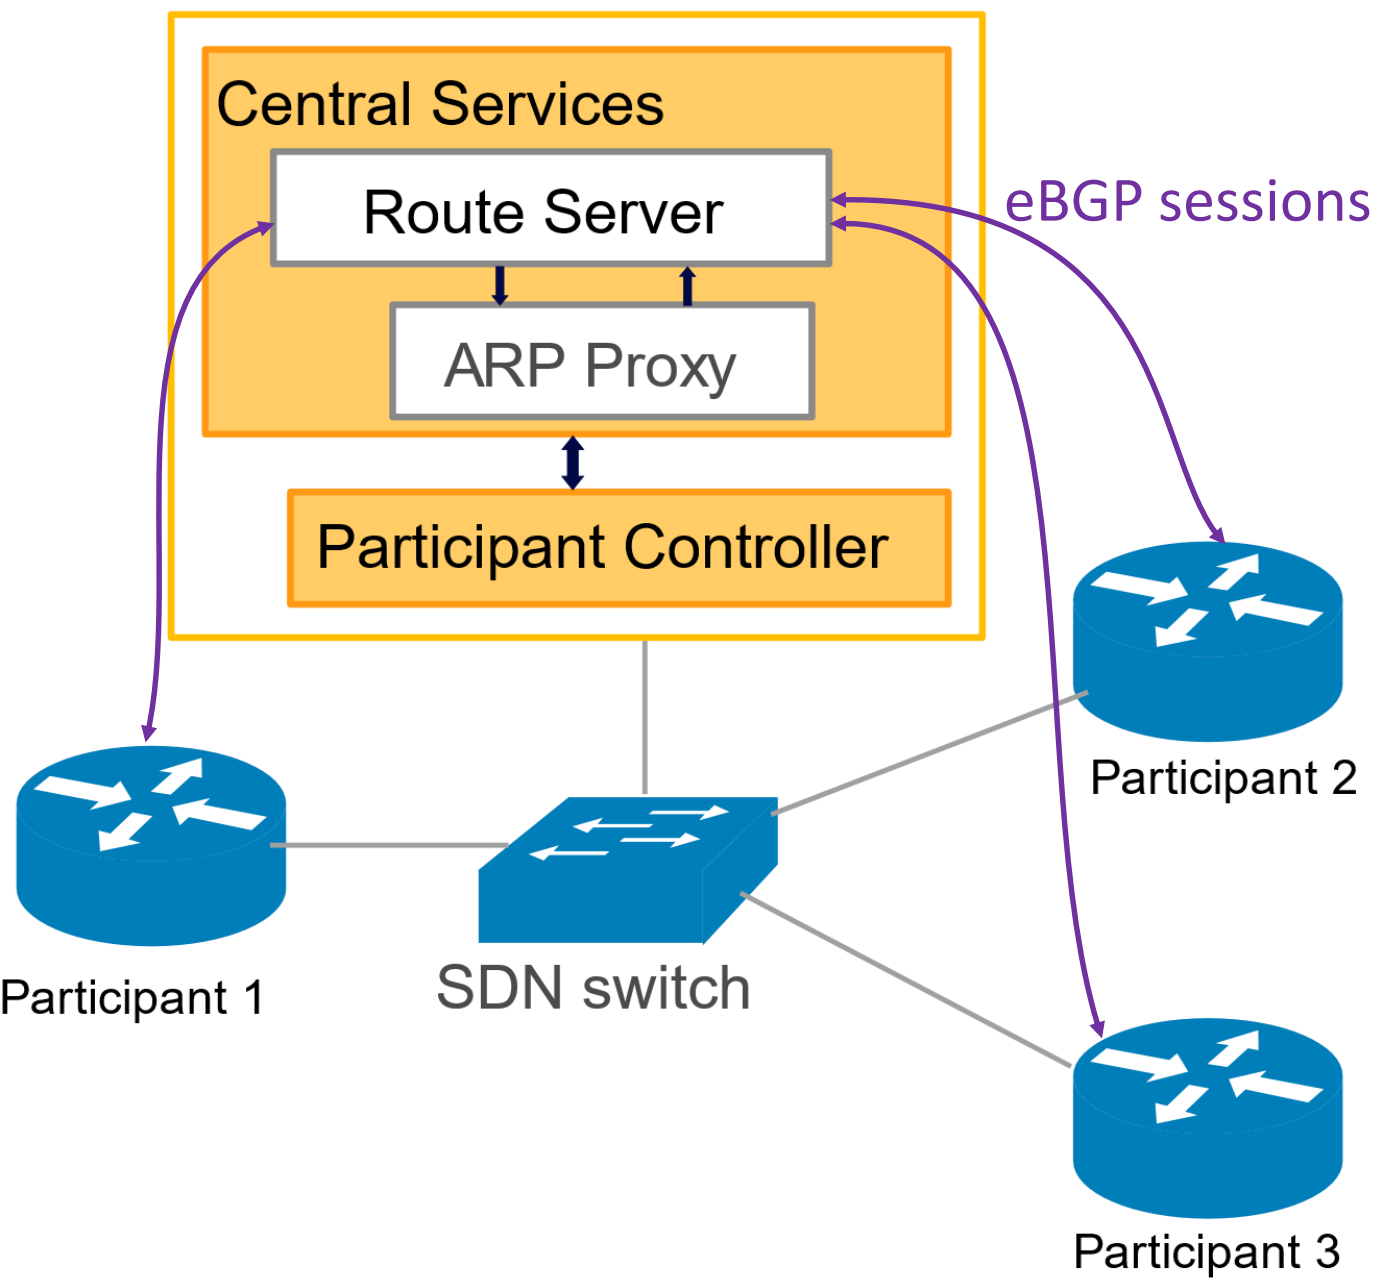 Central Services
Route Server
eBGP sessions
ARP Proxy
Participant Controller
Participant 2
Participant 1
SDN switch
Participant 3